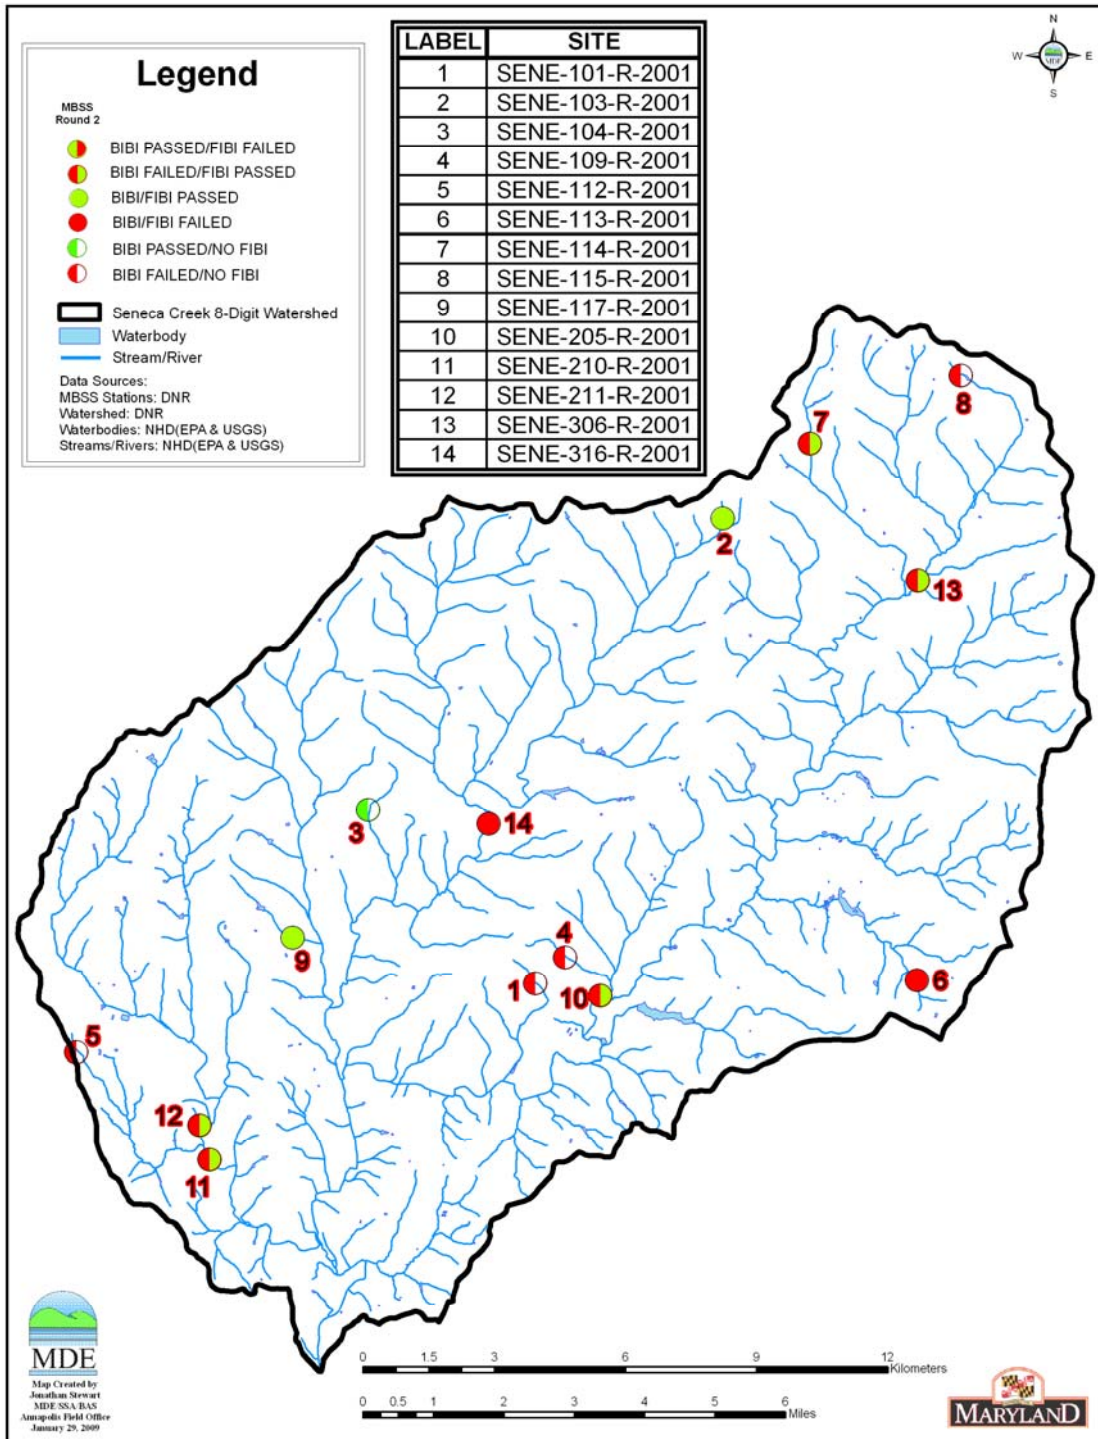 Legend
MBSS
Round 2
BIBI PASSED/FIBI FAILED
BIBI FAILED/FIBI PASSED
BIBI/FIBI PASSED
BIBI/FIBI FAILED
BIBI PASSED/NO FIBI
BIBI FAILED/NO FIBI
Seneca Creek 8-Digit Watershed
Waterbody
Stream/River
Data Sources:
MBSS Stations: DNR
Watershed: DNR
Waterbodies: NHD(EPA & USGS)
Streams/Rivers: NHD(EPA & USGS)
LABEL SITE
1 SENE-101-R-2001
2 SENE-103-R-2001
3 SENE-104-R-2001
4 SENE-109-R-2001
5 SENE-112-R-2001
6 SENE-113-R-2001
7 SENE-114-R-2001
8 SENE-115-R-2001
9 SENE-117-R-2001
10 SENE-205-R-2001
11 SENE-210-R-2001
12 SENE-211-R-2001
13 SENE-306-R-2001
14 SENE-316-R-2001
N
W E
MDE
S
8
7
2
13
3
14
9
4
1
10
6
5
12
11
MDE
Map Created by
Jonathan Stewart
MDE/SSA/BAS
Annapolis Field Office
January 29, 2009
0 1.5 3 6 9 12
Kilometers
0 0.5 1 2 3 4 5 6
Miles
MARYLAND